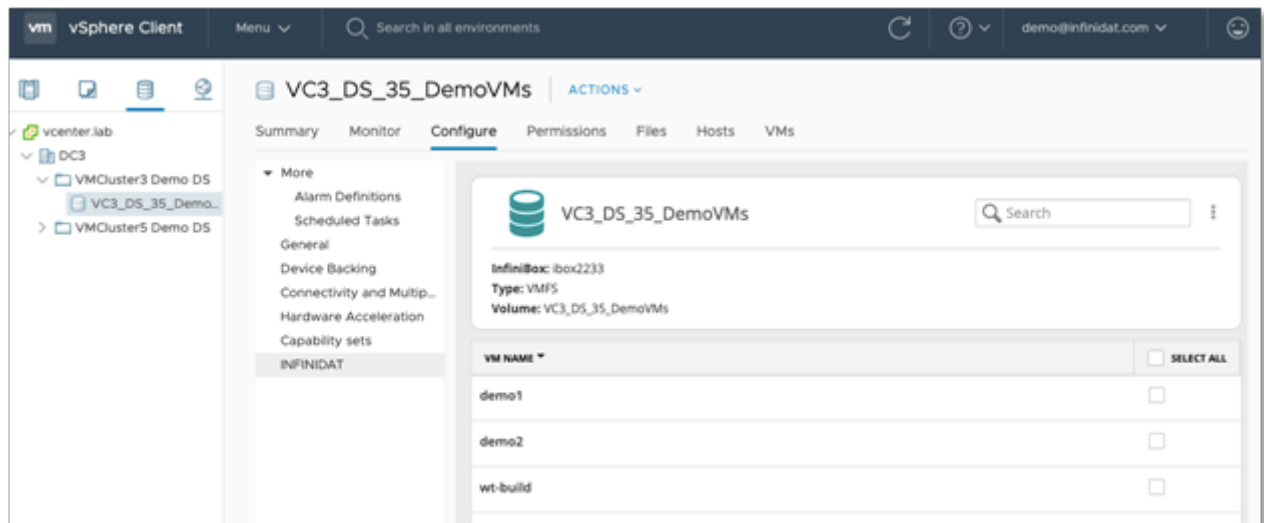 vm vSphere Client Menu Search in all environments demo@infinidat.com
VC3_DS_35_DemoVMs ACTIONS
Summary Monitor Configure Permissions Files Hosts VMs
vcenter.lab
DC3
VMCluster3 Demo DS
VC3_DS_35_Demo...
VMCluster5 Demo DS
More
Alarm Definitions
Scheduled Tasks
General
Device Backing
Connectivity and Multip...
Hardware Acceleration
Capability sets
INFINIDAT
VC3_DS_35_DemoVMs Search
InfiniBox: ibox2233
Type: VMFS
Volume: VC3_DS_35_DemoVMs
VM NAME SELECT ALL
demo1
demo2
wt-build